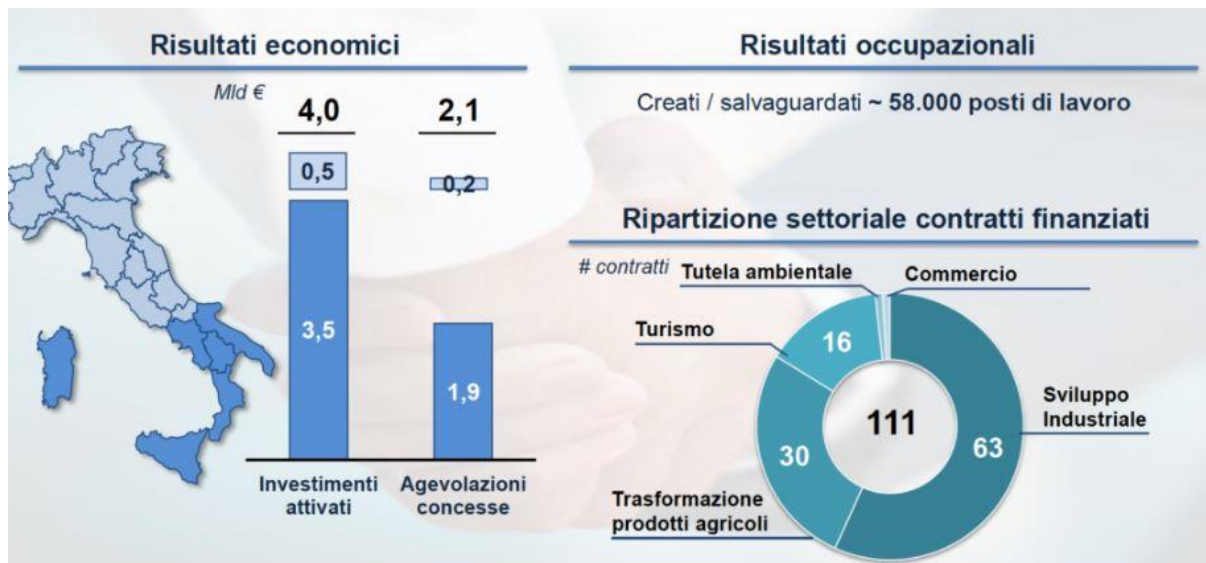 Risultati economici
Mld €
4,0
2,1
0,5
0,2
3,5
1,9
Investimenti
attivati
Agevolazioni
concesse
Risultati occupazionali
Creati / salvaguardati ~ 58.000 posti di lavoro
Ripartizione settoriale contratti finanziati
# contratti
Tutela ambientale
Commercio
Turismo
16
111
Sviluppo
Industriale
63
30
Trasformazione
prodotti agricoli